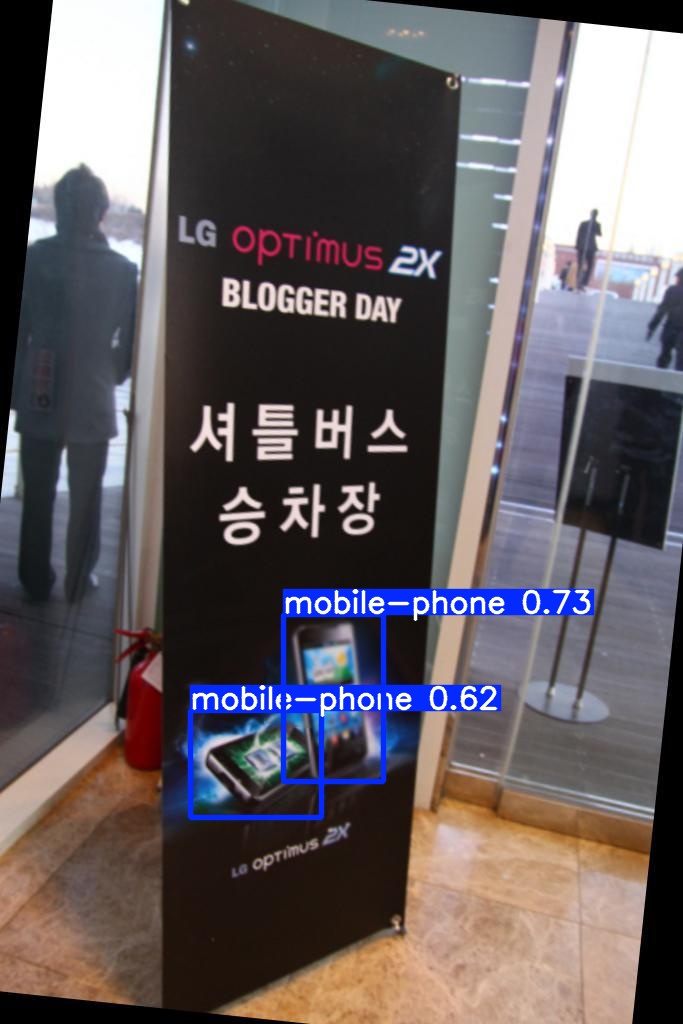 LG OPTIMUS 2X
BLOGGER DAY
셔틀버스
승차장
mobile-phone 0.73
mobile-phone 0.62
LG OPTIMUS 2X